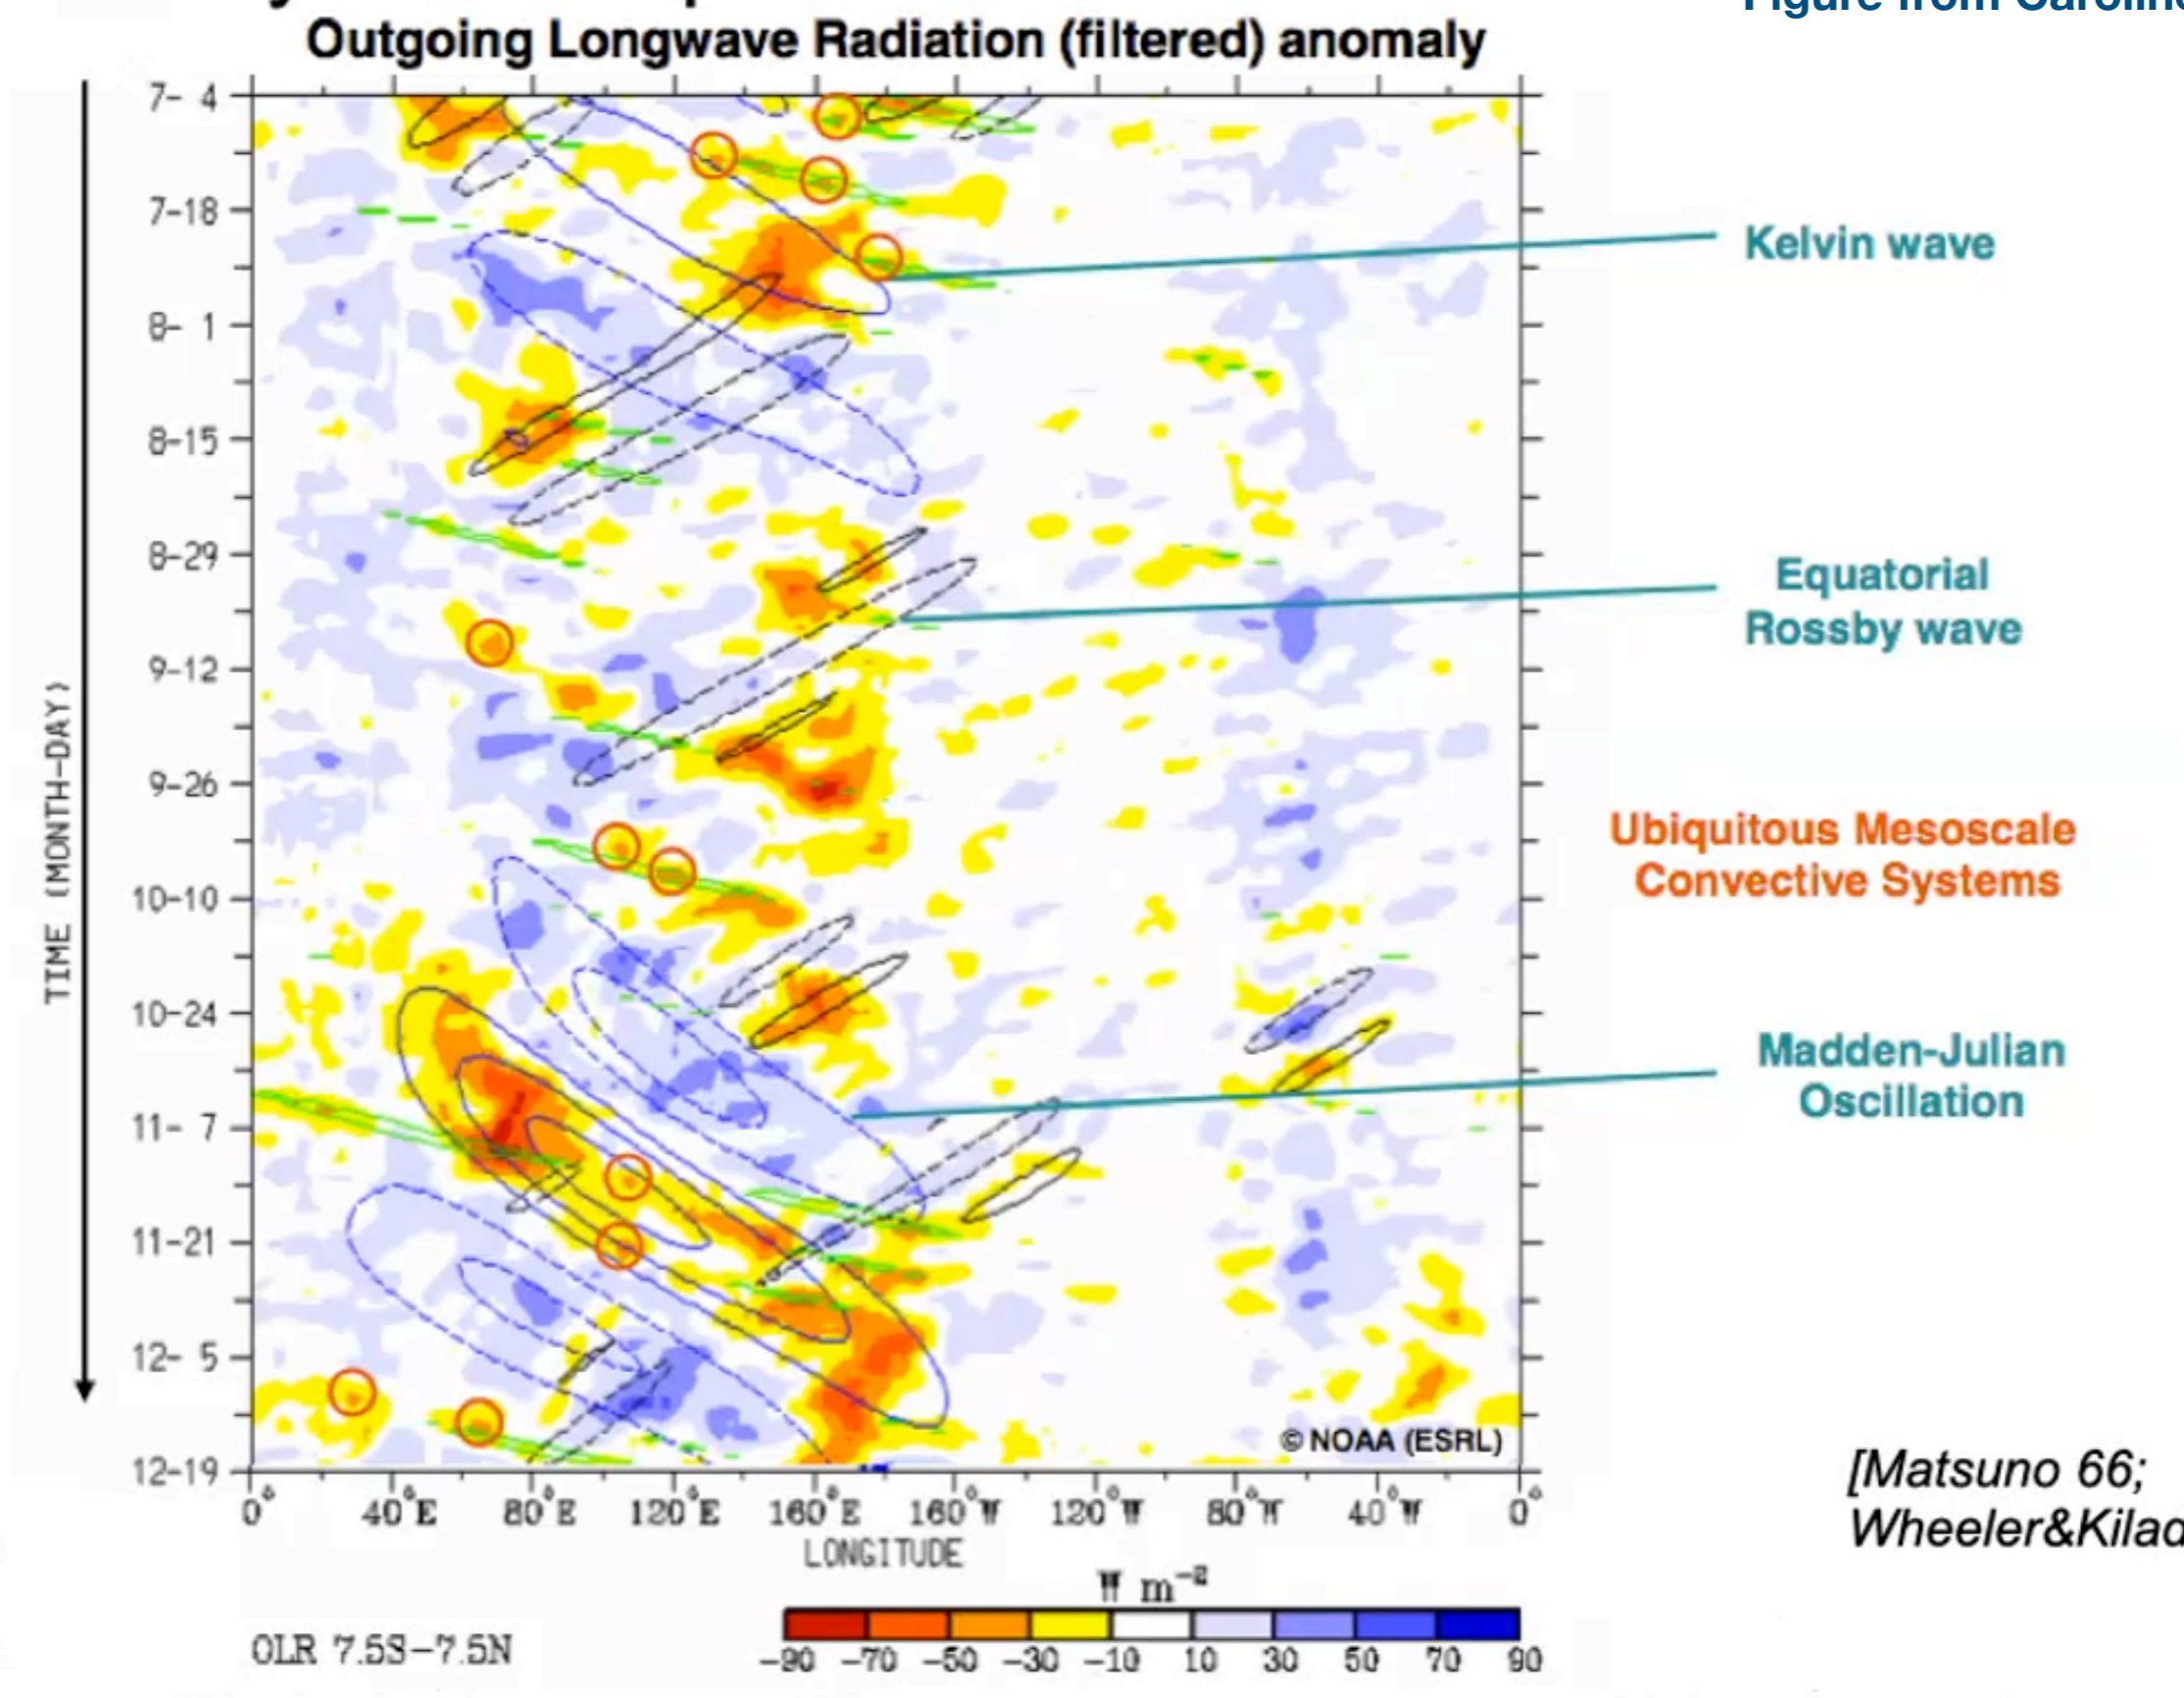 Outgoing Longwave Radiation (filtered) anomaly
7- 4
7-18
8- 1
8-15
8-29
9-12
9-26
10-10
10-24
11- 7
11-21
12- 5
12-19
TIME (MONTH-DAY)
Kelvin wave
Equatorial
Rossby wave
Ubiquitous Mesoscale
Convective Systems
Madden-Julian
Oscillation
© NOAA (ESRL)
[Matsuno 66;
Wheeler&Kilad
0° 40°E 80°E 120°E 160°E 160°W 120°W 80°W 40°W 0°
LONGITUDE
W m-2
OLR 7.5S-7.5N
-90 -70 -50 -30 -10 10 30 50 70 90